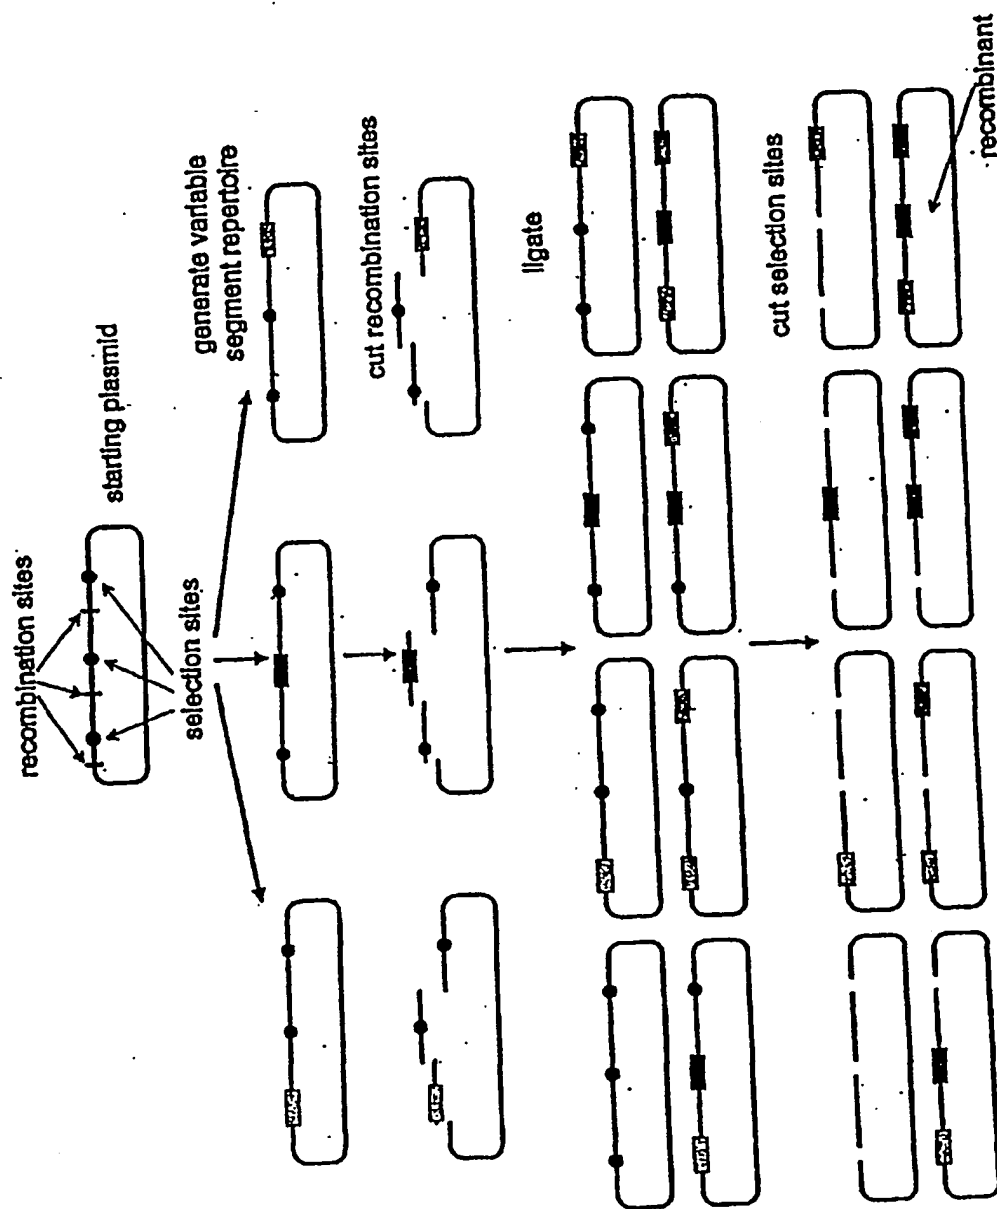 recombination sites
starting plasmid
selection sites
generate variable
segment repertoire
cut recombination sites
ligate
cut selection sites
recombinant